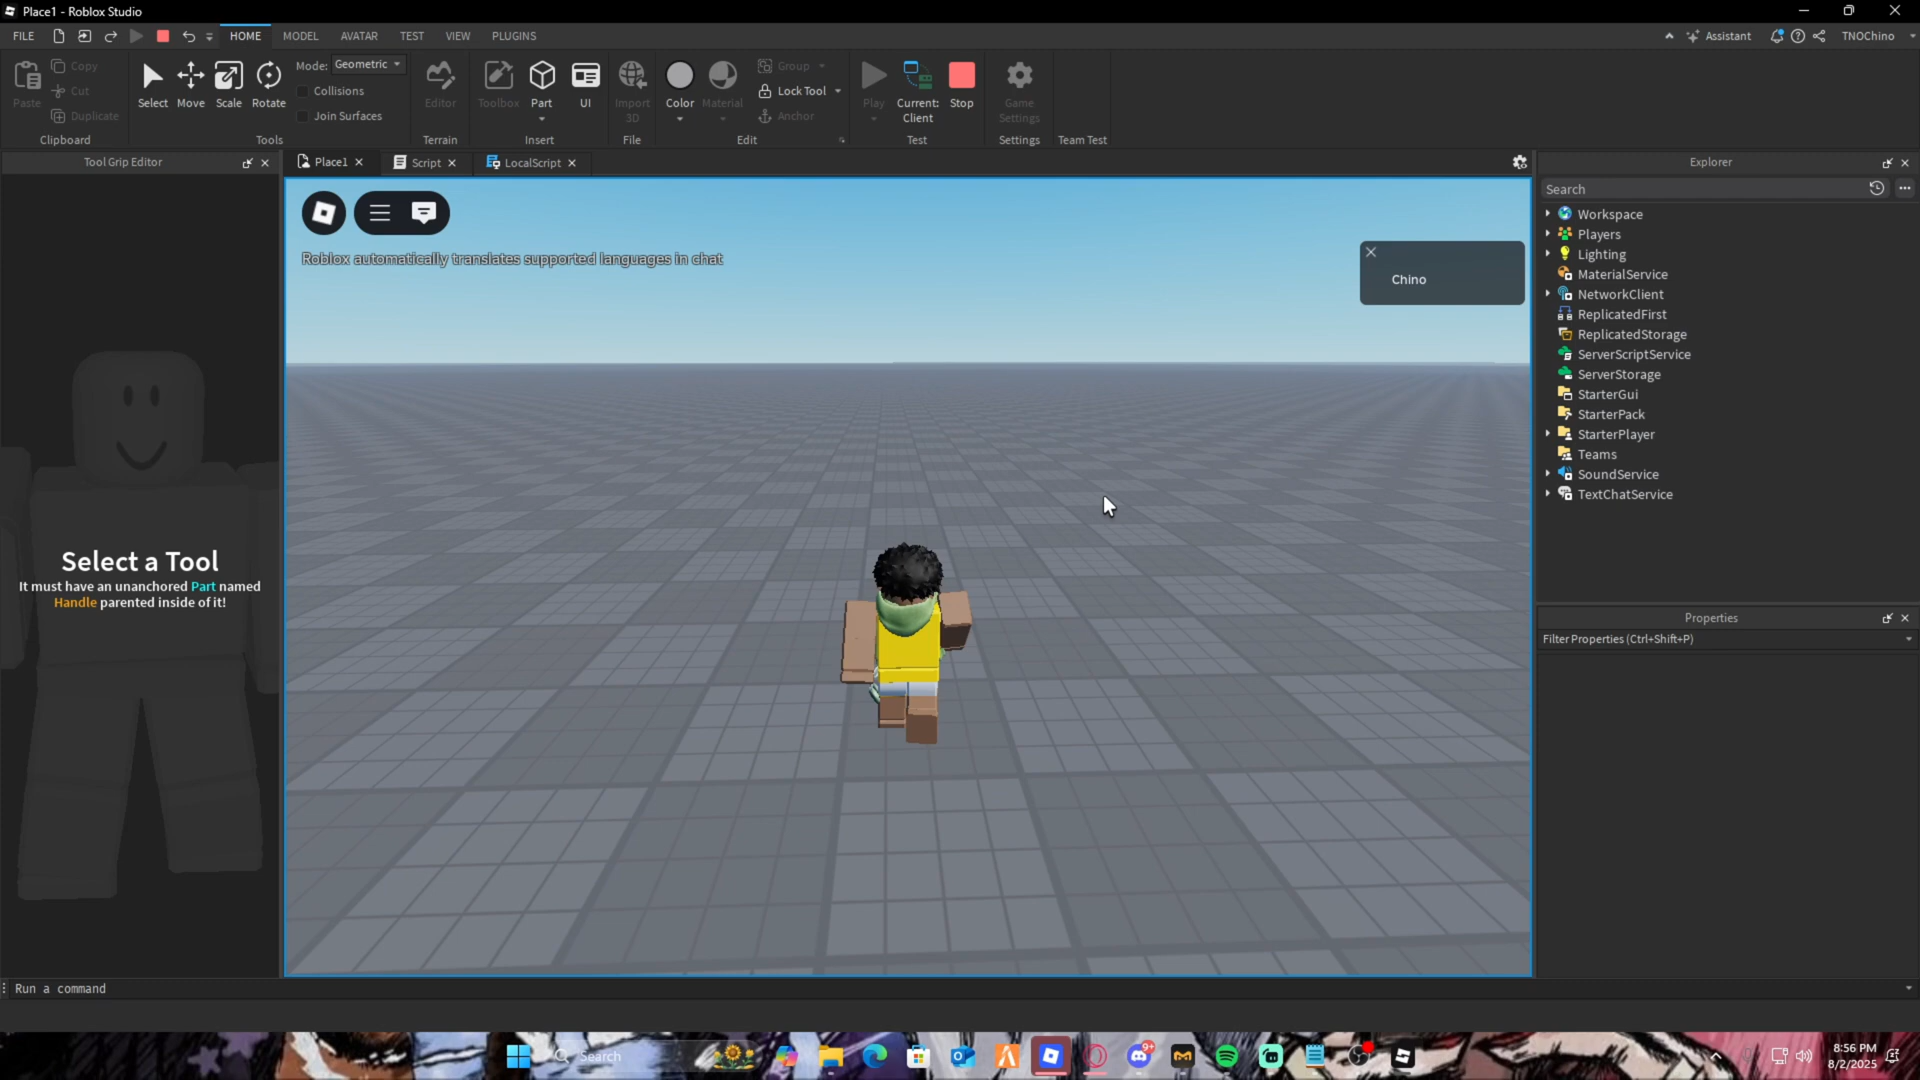 Place1 - Roblox Studio
FILE HOME MODEL AVATAR TEST VIEW PLUGINS Assistant TNOChino
Paste Copy Cut Duplicate
Clipboard
Select Move Scale Rotate
Mode: Geometric
Collisions
Join Surfaces
Tools
Editor
Terrain
Toolbox Part UI
Insert
Import
3D
File
Color Material
Group
Lock Tool
Anchor
Edit
Play Current:
Client
Stop
Test
Game
Settings
Settings
Team Test
Tool Grip Editor
Place1 Script LocalScript
Explorer
Search
Workspace
Players
Lighting
MaterialService
NetworkClient
ReplicatedFirst
ReplicatedStorage
ServerScriptService
ServerStorage
StarterGui
StarterPack
StarterPlayer
Teams
SoundService
TextChatService
Roblox automatically translates supported languages in chat
Chino
Select a Tool
It must have an unanchored Part named
Handle parented inside of it!
Properties
Filter Properties (Ctrl+Shift+P)
Run a command
Search
9+
8:56 PM
8/2/2025